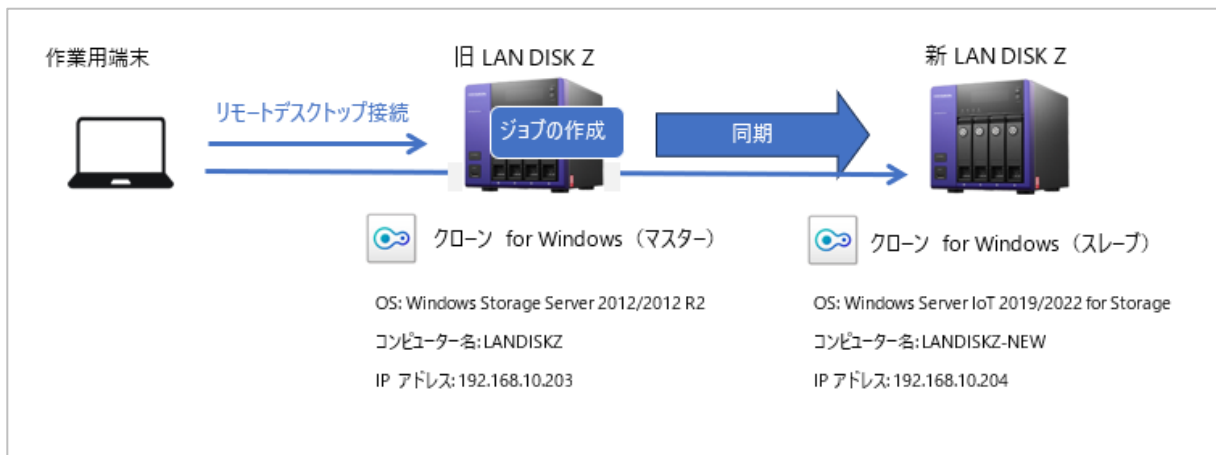 作業用端末
旧 LAN DISK Z
新 LAN DISK Z
リモートデスクトップ接続
ジョブの作成
同期
クローン for Windows（マスター）
クローン for Windows（スレーブ）
OS: Windows Storage Server 2012/2012 R2
OS: Windows Server IoT 2019/2022 for Storage
コンピューター名: LANDISKZ
コンピューター名: LANDISKZ-NEW
IP アドレス: 192.168.10.203
IP アドレス: 192.168.10.204